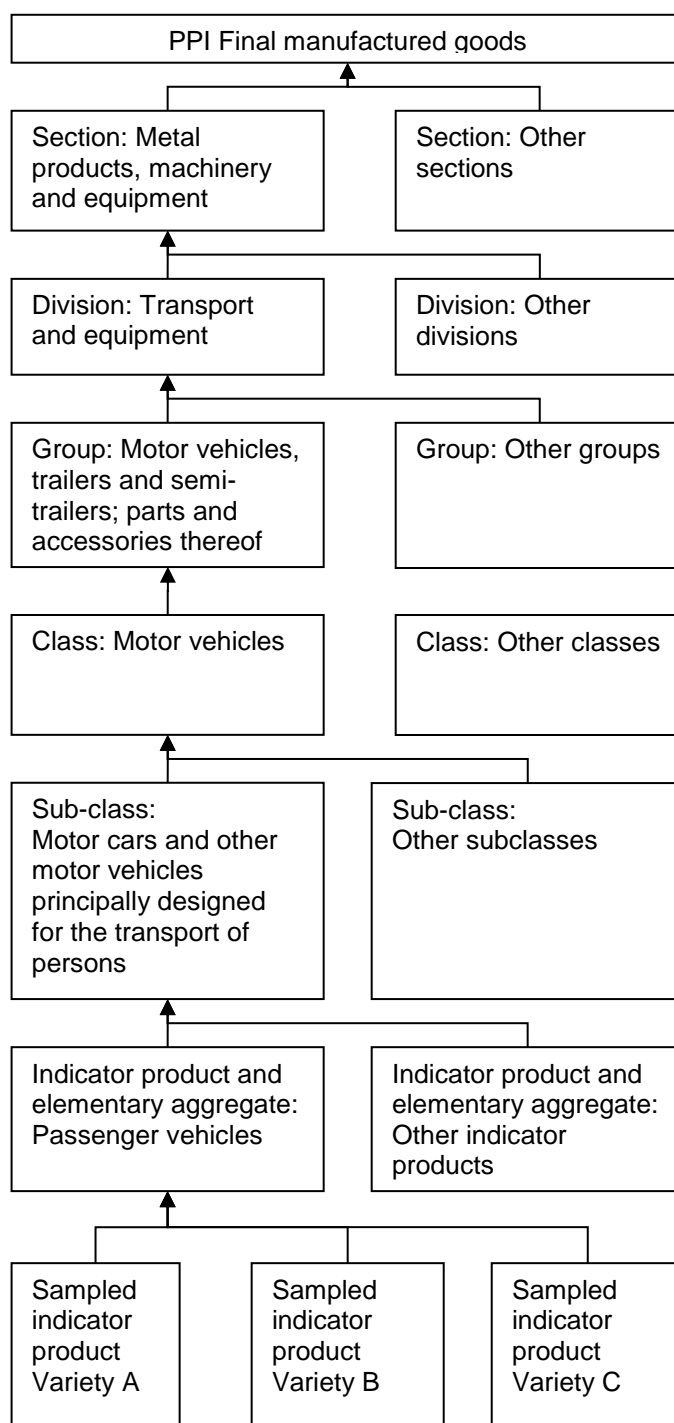 PPI Final manufactured goods
Section: Metal
products, machinery
and equipment
Section: Other
sections
Division: Transport
and equipment
Division: Other
divisions
Group: Motor vehicles,
trailers and semi-
trailers; parts and
accessories thereof
Group: Other groups
Class: Motor vehicles
Class: Other classes
Sub-class:
Motor cars and other
motor vehicles
principally designed
for the transport of
persons
Sub-class:
Other subclasses
Indicator product and
elementary aggregate:
Passenger vehicles
Indicator product and
elementary aggregate:
Other indicator
products
Sampled
indicator
product
Variety A
Sampled
indicator
product
Variety B
Sampled
indicator
product
Variety C